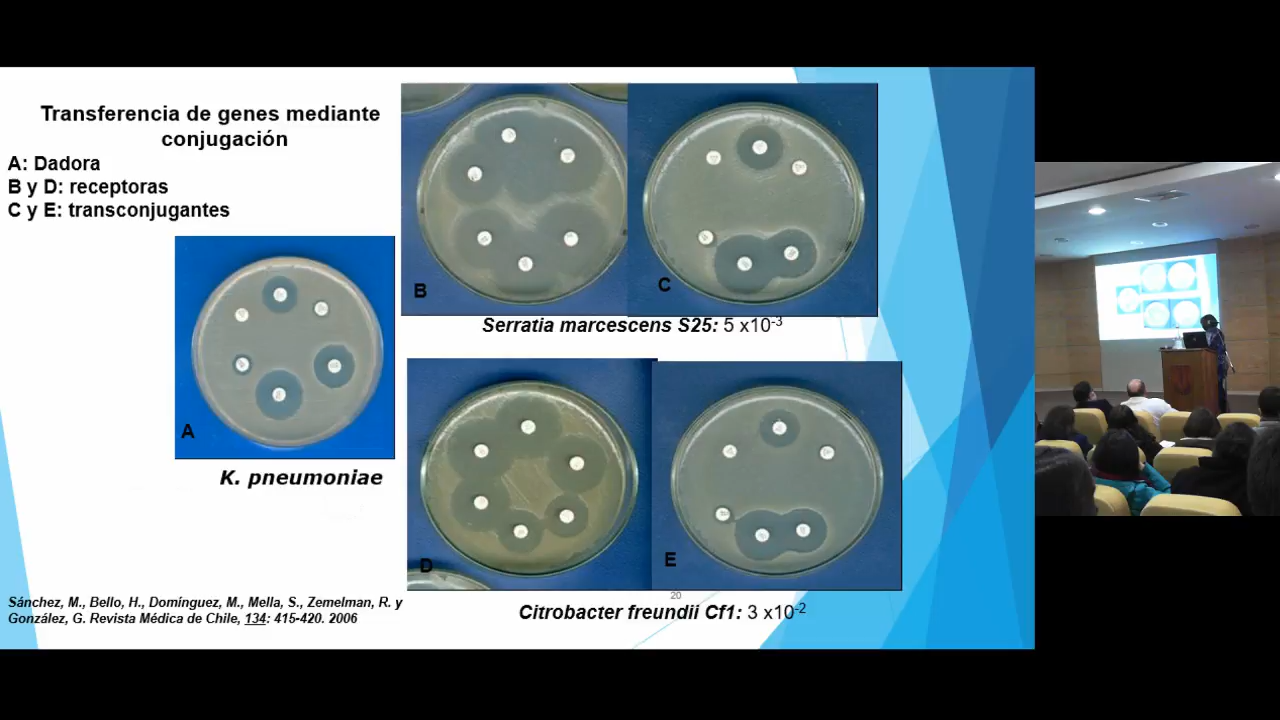 Transferencia de genes mediante
conjugación
A: Dadora
B y D: receptoras
C y E: transconjugantes
A
K. pneumoniae
B
C
Serratia marcescens S25: 5 x10-3
D
E
20
Citrobacter freundii Cf1: 3 x10-2
Sánchez, M., Bello, H., Domínguez, M., Mella, S., Zemelman, R. y
González, G. Revista Médica de Chile, 134: 415-420. 2006